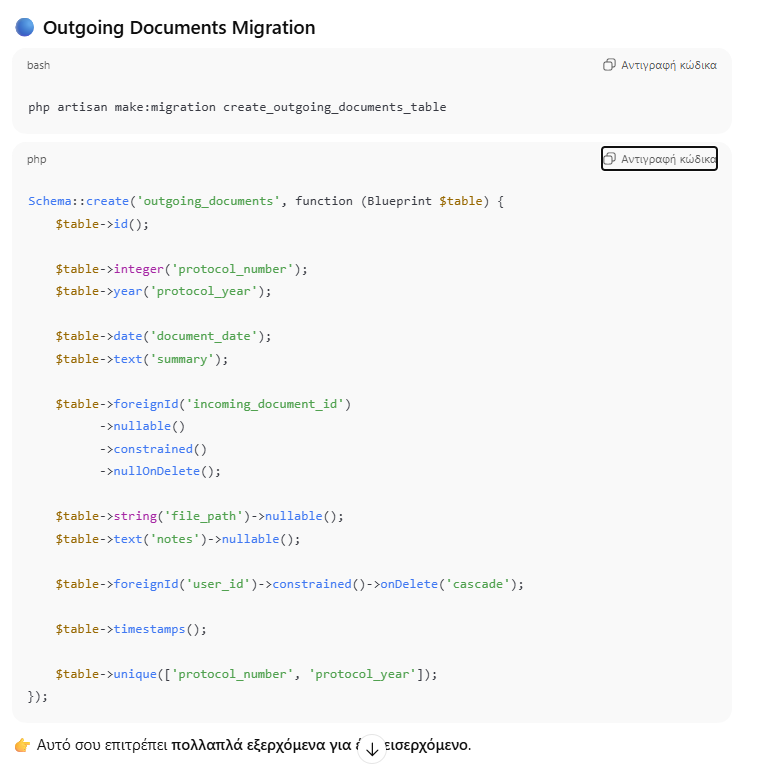 Outgoing Documents Migration
bash
Αντιγραφή κώδικα
php artisan make:migration create_outgoing_documents_table
php
Αντιγραφή κώδικα
Schema::create('outgoing_documents', function (Blueprint $table) {
    $table->id();
    $table->integer('protocol_number');
    $table->year('protocol_year');
    $table->date('document_date');
    $table->text('summary');
    $table->foreignId('incoming_document_id')
          ->nullable()
          ->constrained()
          ->nullOnDelete();
    $table->string('file_path')->nullable();
    $table->text('notes')->nullable();
    $table->foreignId('user_id')->constrained()->onDelete('cascade');
    $table->timestamps();
    $table->unique(['protocol_number', 'protocol_year']);
});
👉 Αυτό σου επιτρέπει πολλαπλά εξερχόμενα για εισερχόμενο.